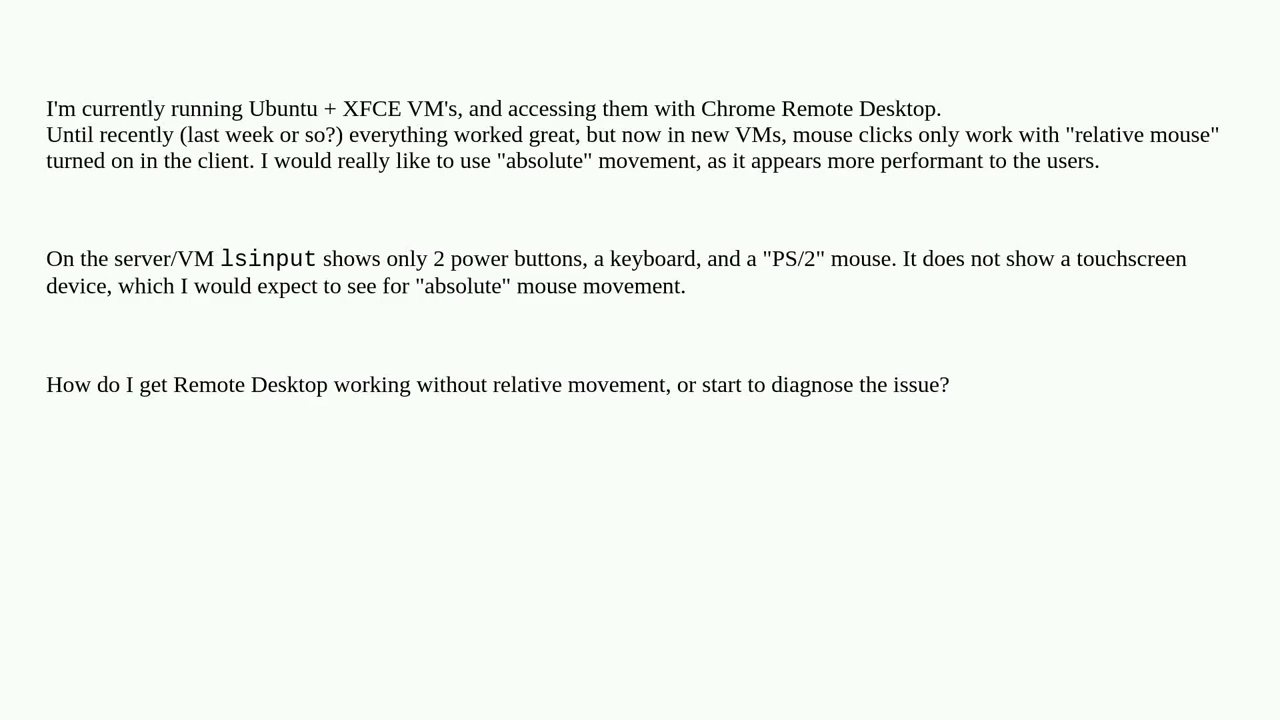 I'm currently running Ubuntu + XFCE VM's, and accessing them with Chrome Remote Desktop.
Until recently (last week or so?) everything worked great, but now in new VMs, mouse clicks only work with "relative mouse"
turned on in the client. I would really like to use "absolute" movement, as it appears more performant to the users.
On the server/VM lsinput shows only 2 power buttons, a keyboard, and a "PS/2" mouse. It does not show a touchscreen
device, which I would expect to see for "absolute" mouse movement.
How do I get Remote Desktop working without relative movement, or start to diagnose the issue?